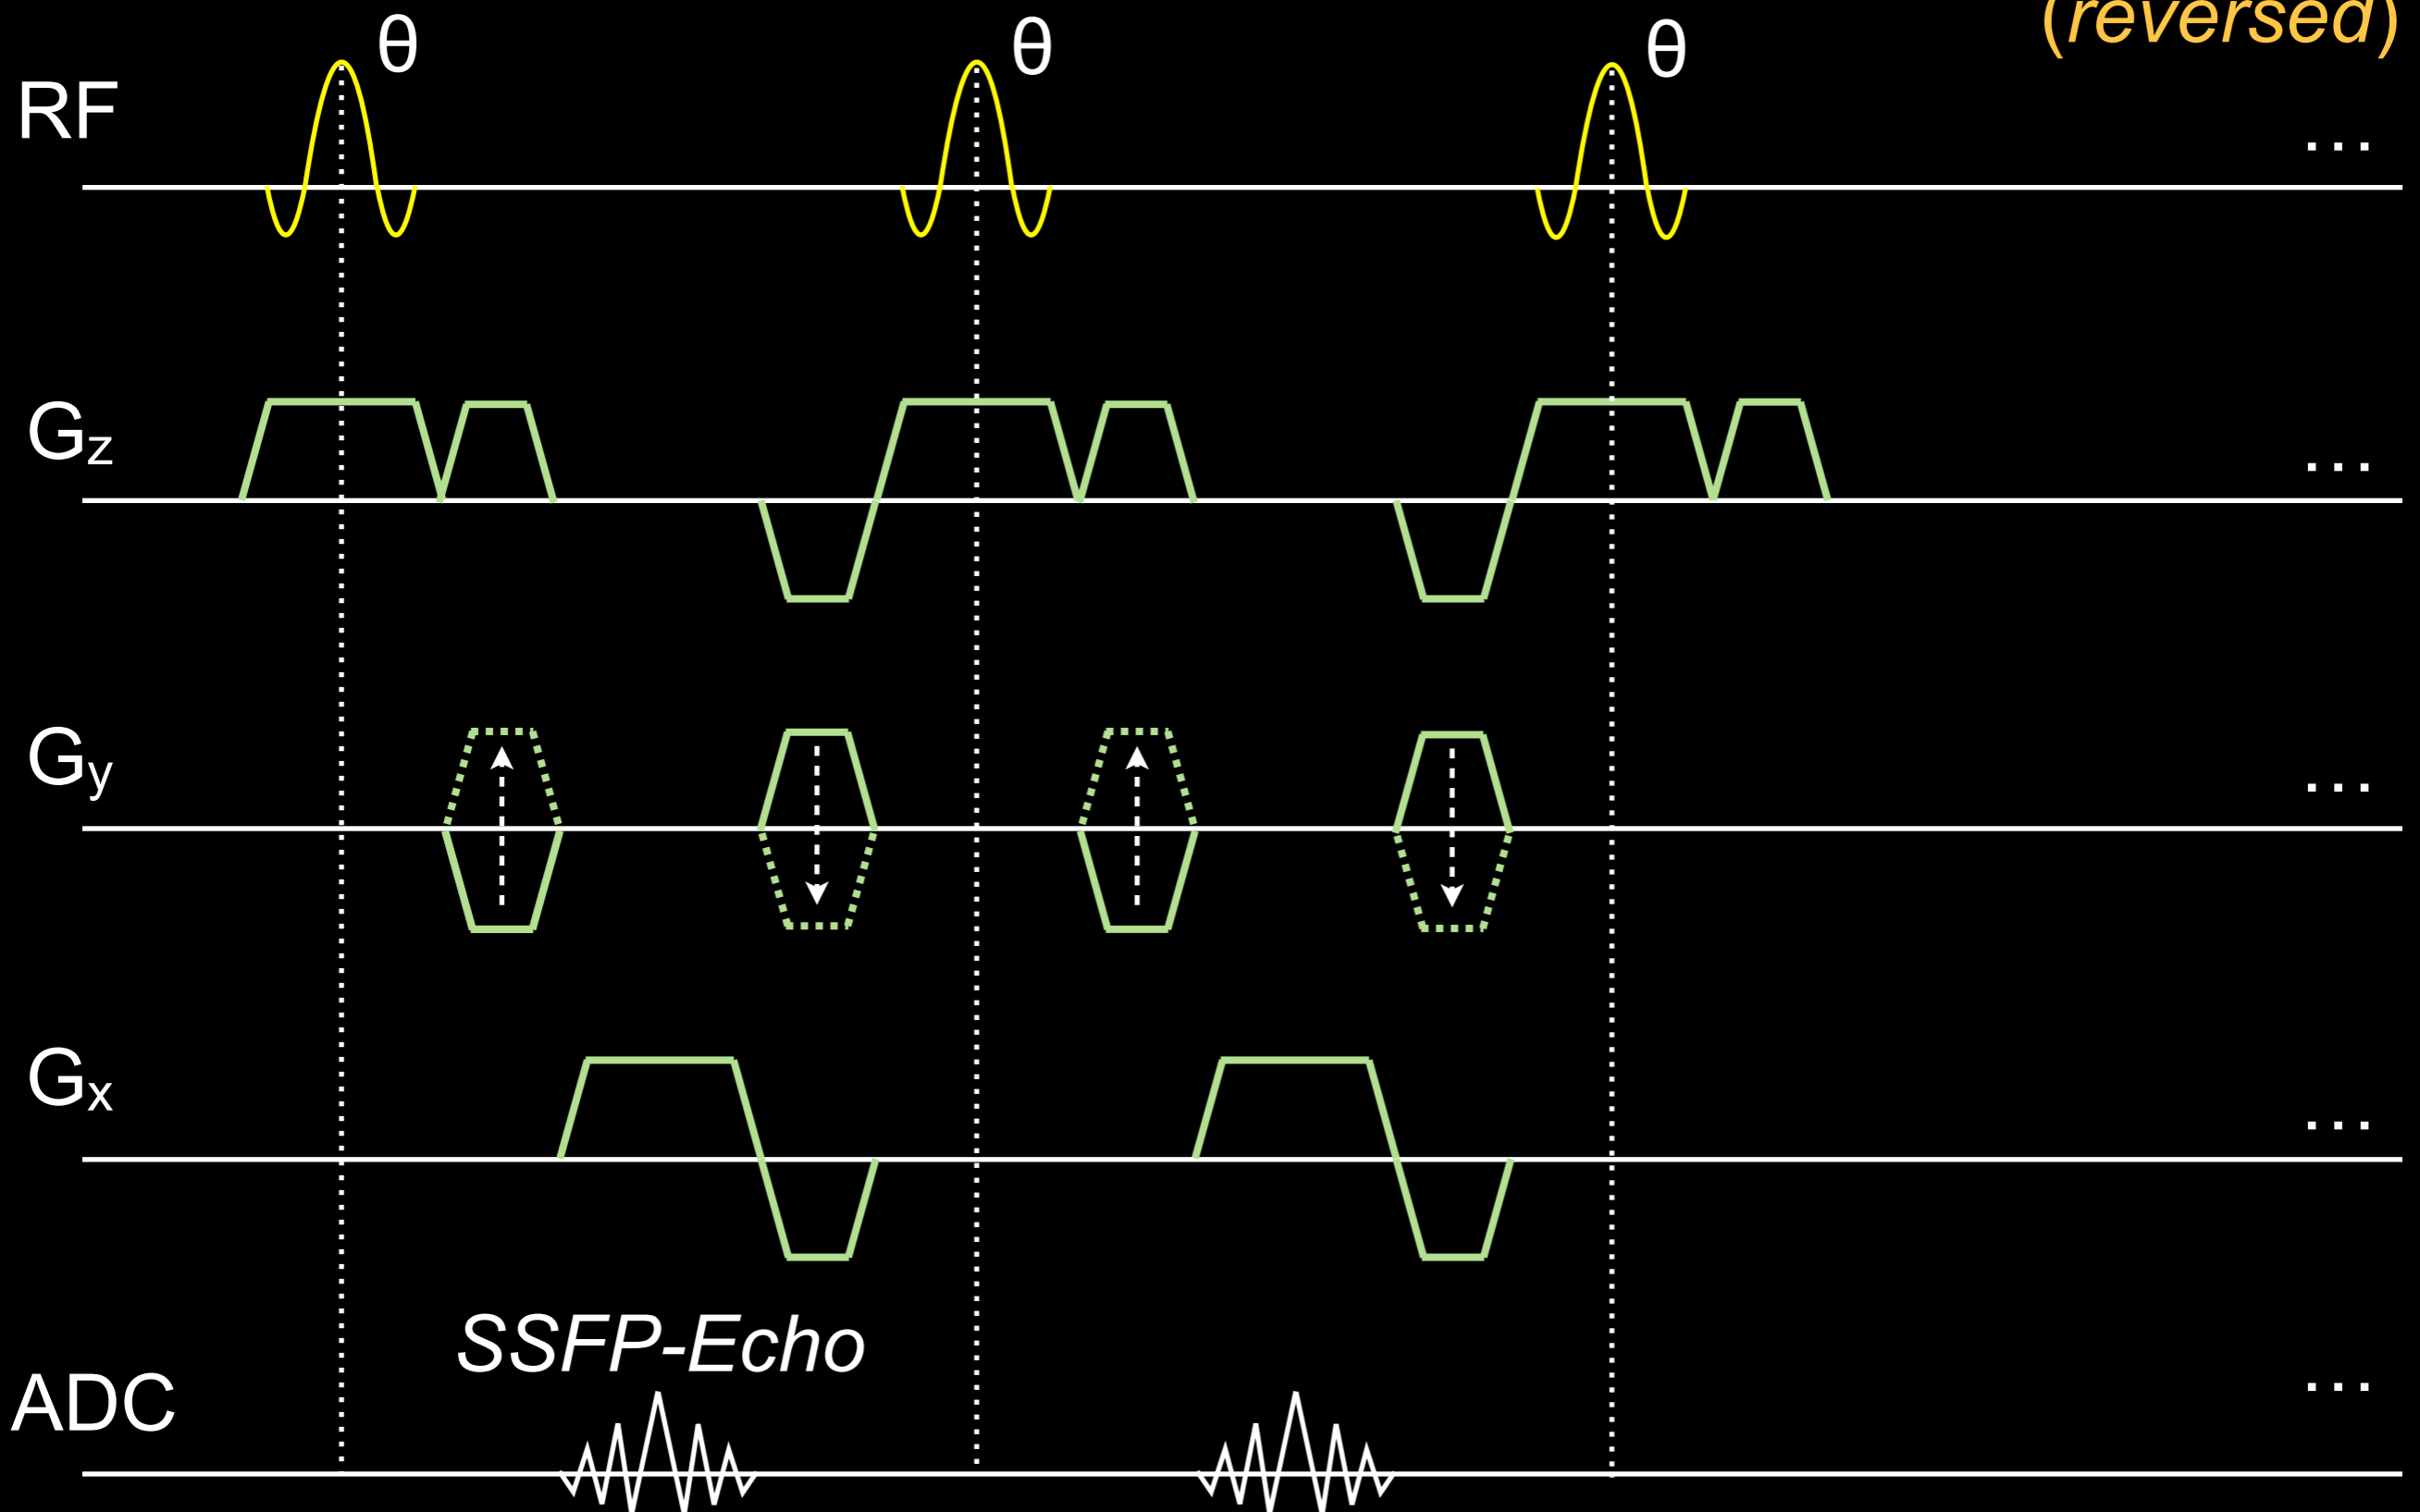 (reversed)
θ θ θ
RF
...
Gz
...
Gy
...
Gx
...
SSFP-Echo
ADC
...